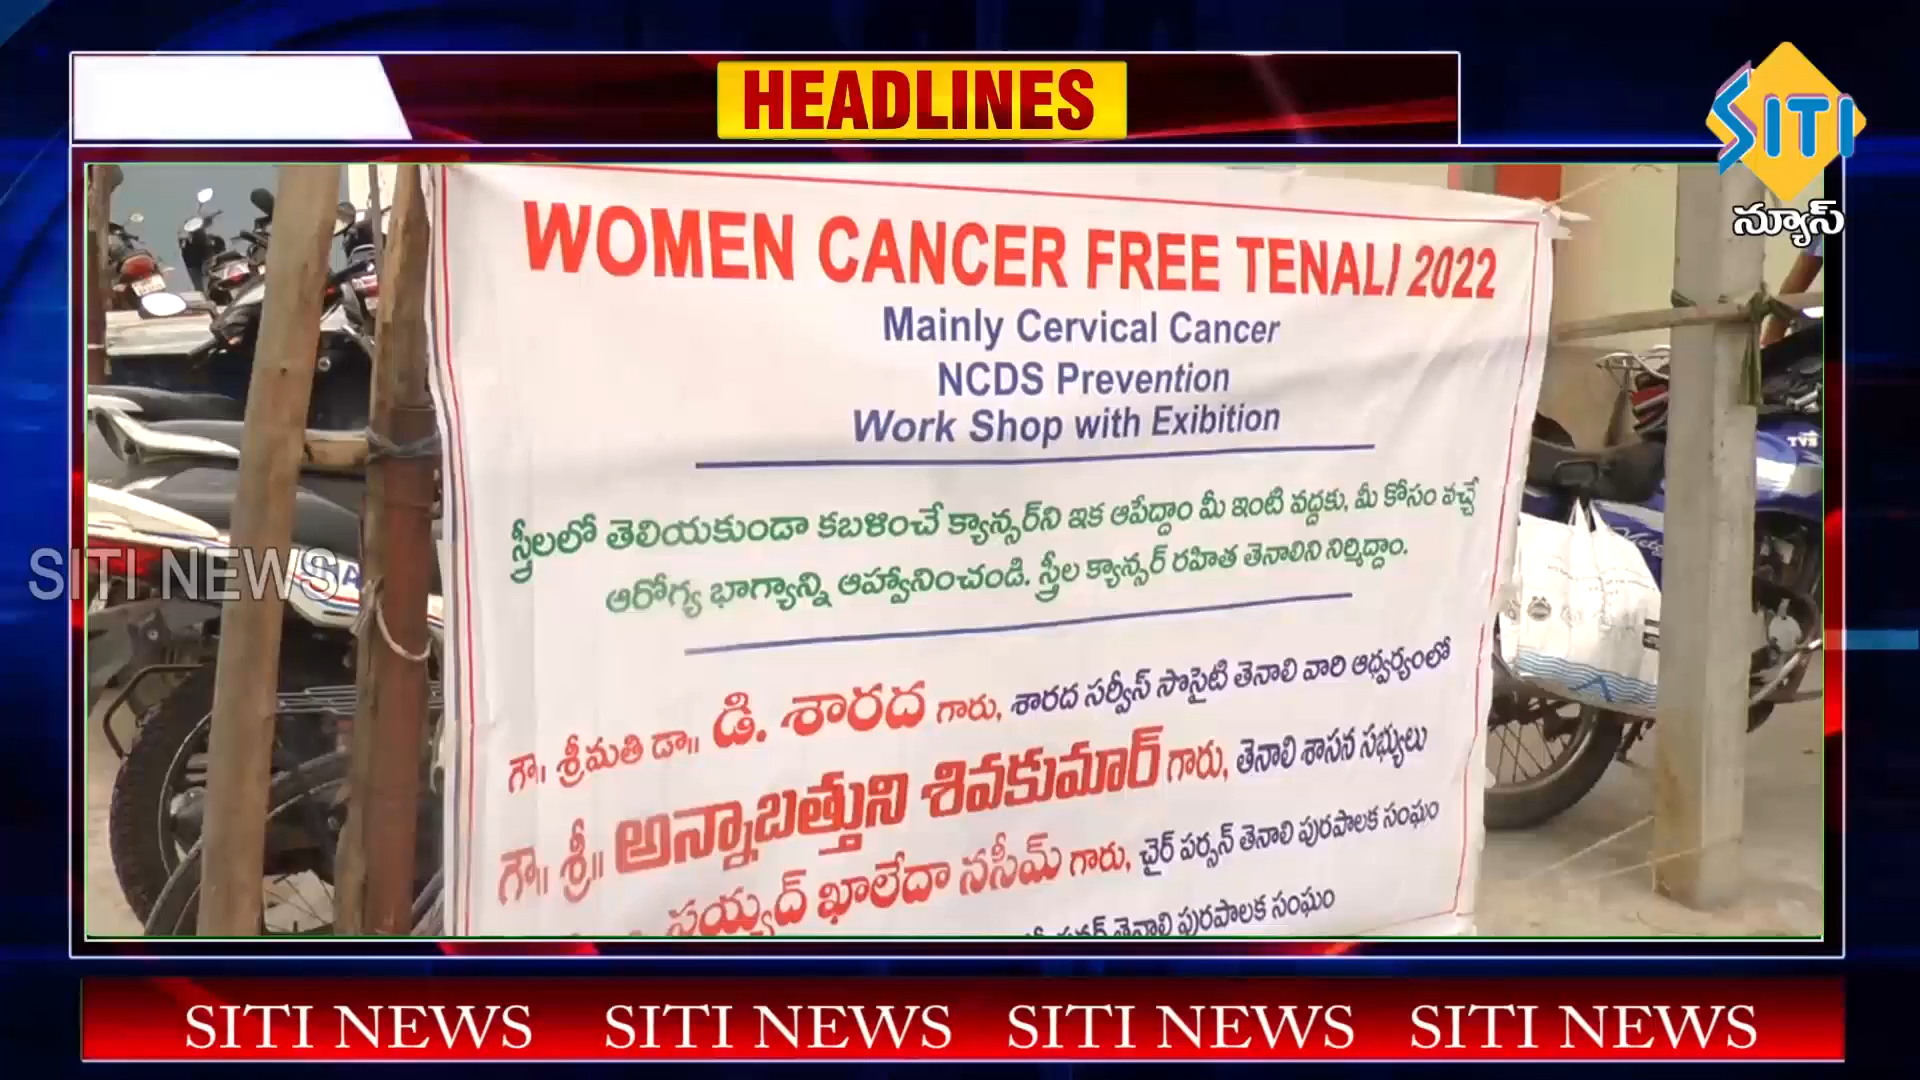 HEADLINES
SITI
న్యూస్
WOMEN CANCER FREE TENALI 2022
Mainly Cervical Cancer
NCDS Prevention
Work Shop with Exibition
స్త్రీలలో తెలియకుండా కబళించే క్యాన్సర్‌ని ఇక ఆపేద్దాం మీ ఇంటి వద్దకు, మీ కోసం వచ్చే
ఆరోగ్య భాగ్యాన్ని ఆహ్వానించండి. స్త్రీల క్యాన్సర్ రహిత తెనాలిని నిర్మిద్దాం.
SITI NEWS
గౌ|| శ్రీమతి డా|| డి. శారద గారు, శారద సర్వీస్ సొసైటి తెనాలి వారి ఆధ్వర్యంలో
గౌ|| శ్రీ|| అన్నాబత్తుని శివకుమార్ గారు, తెనాలి శాసన సభ్యులు
సయ్యద్ ఖాలేదా నసీమ్ గారు, చైర్ పర్సన్ తెనాలి పురపాలక సంఘం
తెనాలి పురపాలక సంఘం
TVS
SITI NEWS SITI NEWS SITI NEWS SITI NEWS